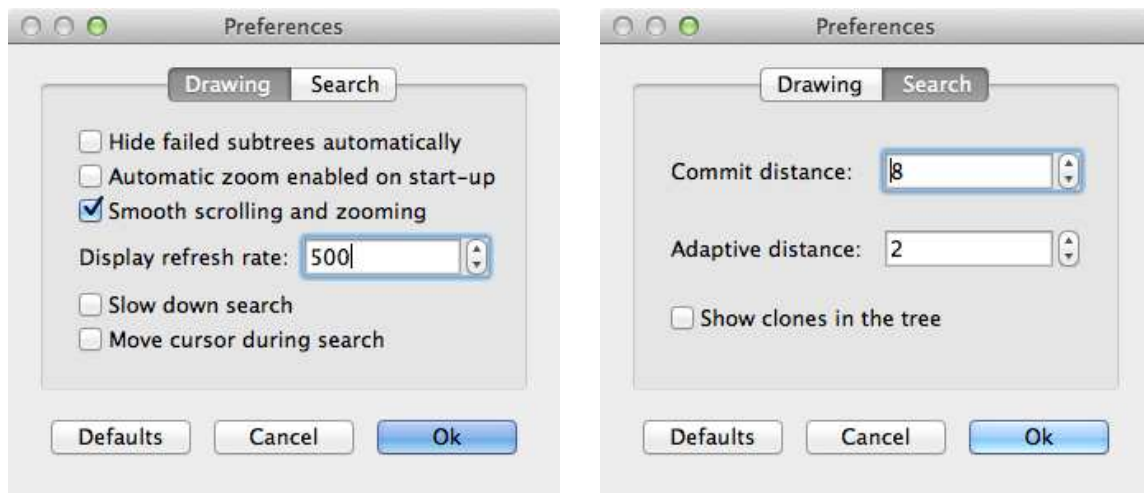 Preferences
Drawing
Search
Hide failed subtrees automatically
Automatic zoom enabled on start-up
Smooth scrolling and zooming
Display refresh rate: 500
Slow down search
Move cursor during search
Defaults
Cancel
Ok
Preferences
Drawing
Search
Commit distance: 8
Adaptive distance: 2
Show clones in the tree
Defaults
Cancel
Ok